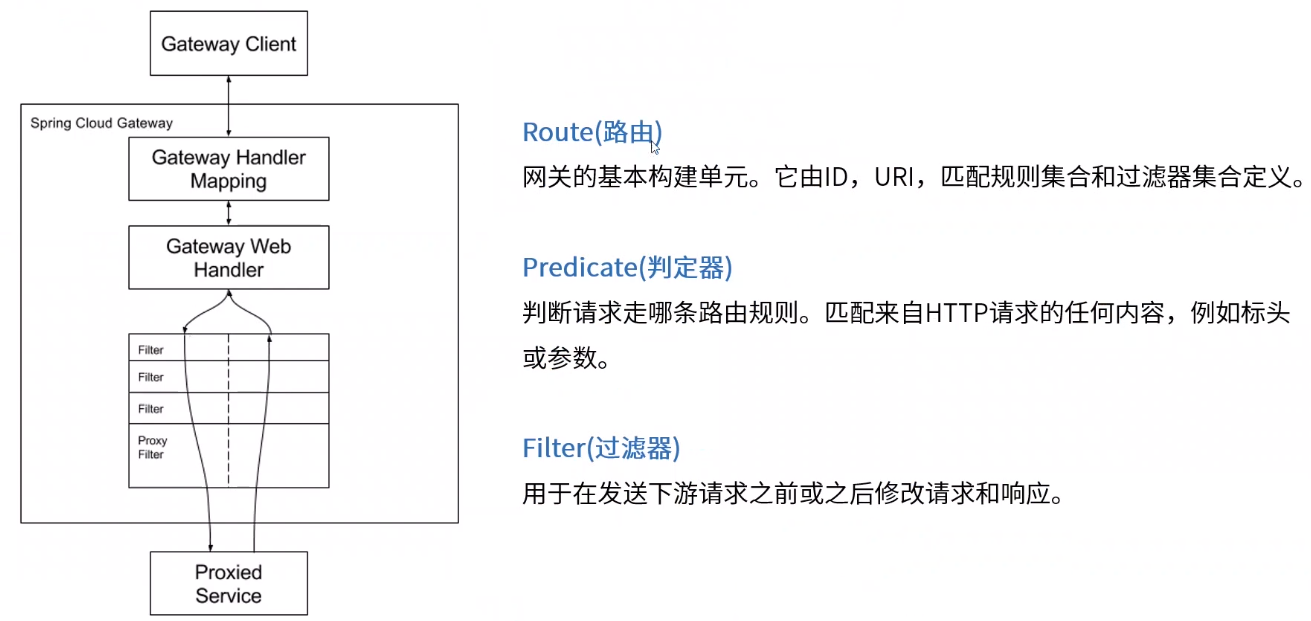 Gateway Client
Spring Cloud Gateway
Gateway Handler
Mapping
Gateway Web
Handler
Filter
Filter
Filter
Proxy
Filter
Proxied
Service
Route(路由)
网关的基本构建单元。它由ID，URI，匹配规则集合和过滤器集合定义。
Predicate(判定器)
判断请求走哪条路由规则。匹配来自HTTP请求的任何内容，例如标头
或参数。
Filter(过滤器)
用于在发送下游请求之前或之后修改请求和响应。